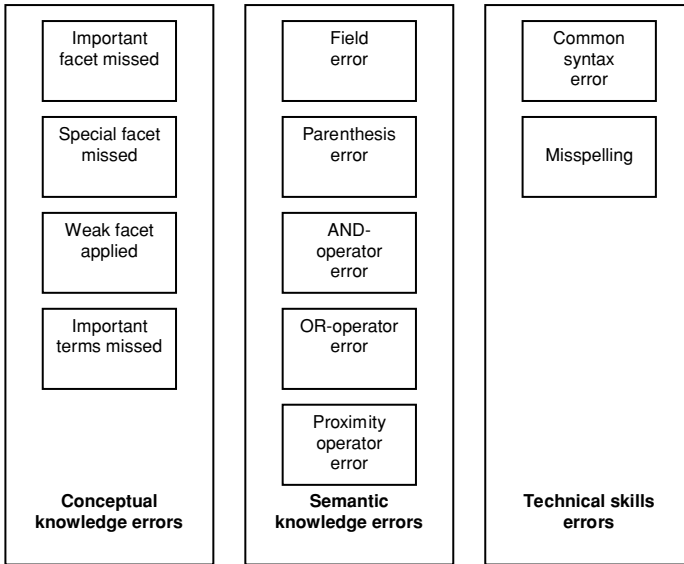 Important
facet missed
Special facet
missed
Weak facet
applied
Important
terms missed
Conceptual
knowledge errors
Field
error
Parenthesis
error
AND-
operator
error
OR-operator
error
Proximity
operator
error
Semantic
knowledge errors
Common
syntax
error
Misspelling
Technical skills
errors